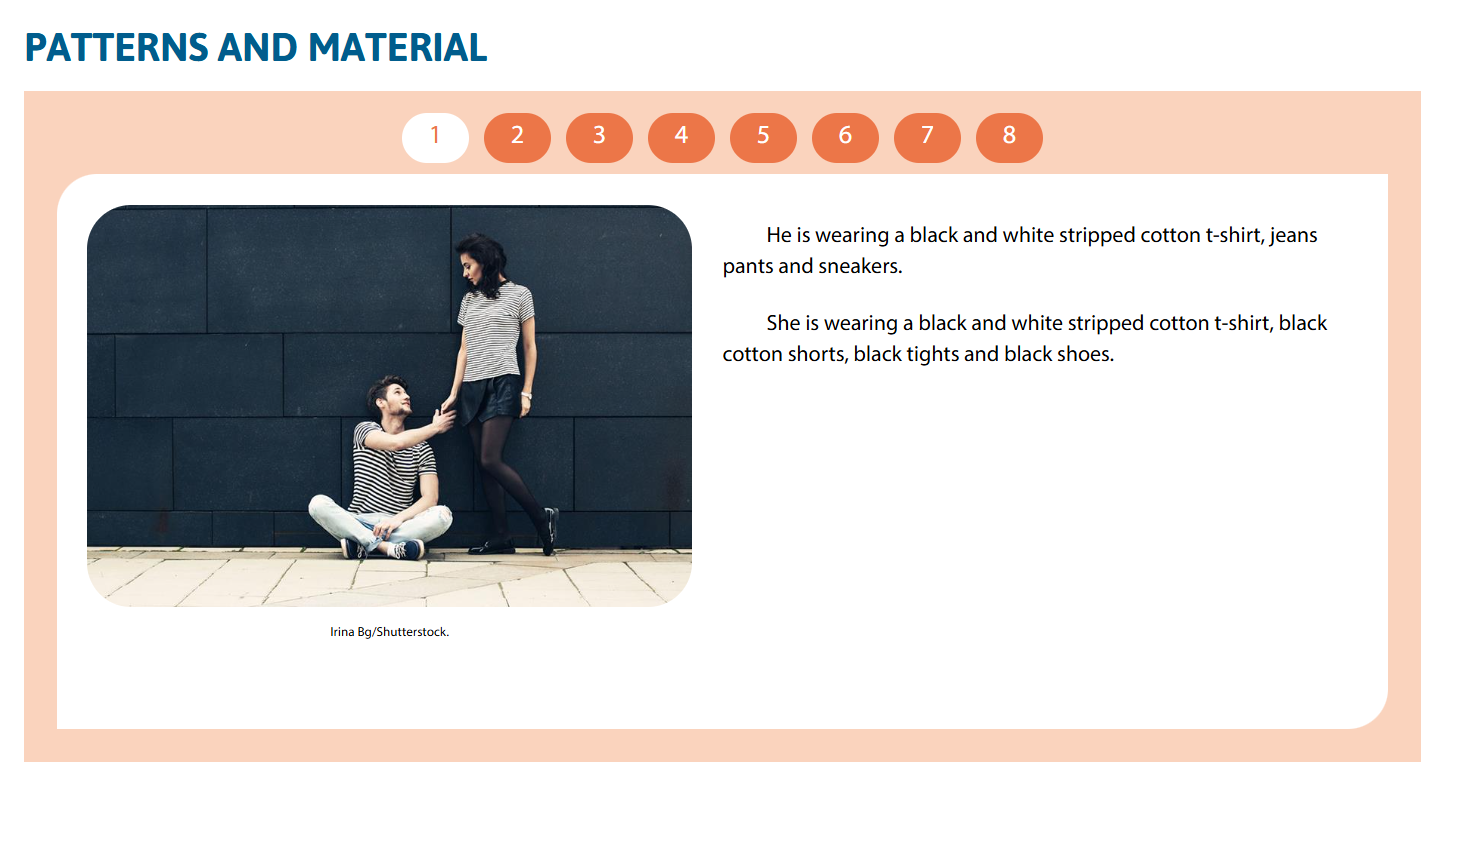 PATTERNS AND MATERIAL
1 2 3 4 5 6 7 8
He is wearing a black and white stripped cotton t-shirt, jeans
pants and sneakers.
She is wearing a black and white stripped cotton t-shirt, black
cotton shorts, black tights and black shoes.
Irina Bg/Shutterstock.